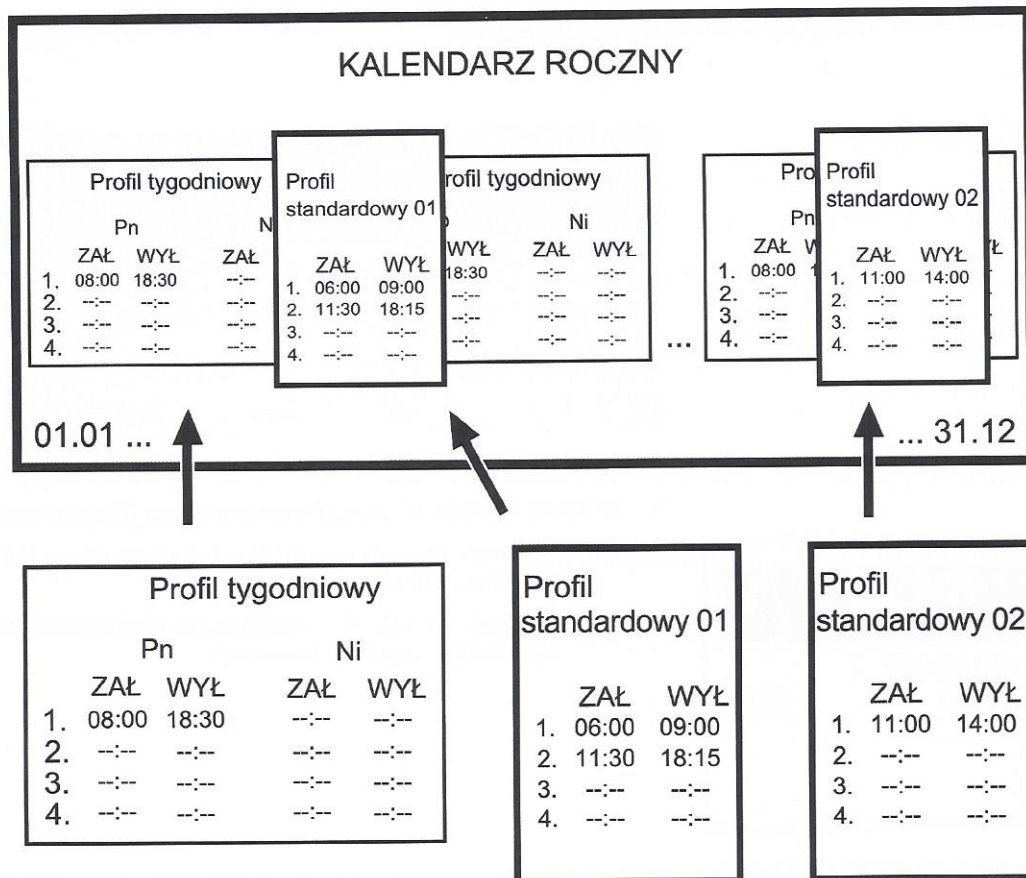 KALENDARZ ROCZNY
Profil tygodniowy
Pn
ZAŁ WYŁ ZAŁ
1. 08:00 18:30 --:--
2. --:-- --:-- --:--
3. --:-- --:-- --:--
4. --:-- --:-- --:--
Profil
standardowy 01
ZAŁ WYŁ
1. 06:00 09:00
2. 11:30 18:15
3. --:-- --:--
4. --:-- --:--
rofil tygodniowy
Ni
WYŁ ZAŁ WYŁ
18:30 --:-- --:--
--:-- --:-- --:--
--:-- --:-- --:--
--:-- --:-- --:--
...
Pro
Pn
ZAŁ
1. 08:00
2. --:--
3. --:--
4. --:--
Profil
standardowy 02
ZAŁ WYŁ
1. 11:00 14:00
2. --:-- --:--
3. --:-- --:--
4. --:-- --:--
01.01 ... ... 31.12
Profil tygodniowy
Pn Ni
ZAŁ WYŁ ZAŁ WYŁ
1. 08:00 18:30 --:-- --:--
2. --:-- --:-- --:-- --:--
3. --:-- --:-- --:-- --:--
4. --:-- --:-- --:-- --:--
Profil
standardowy 01
ZAŁ WYŁ
1. 06:00 09:00
2. 11:30 18:15
3. --:-- --:--
4. --:-- --:--
Profil
standardowy 02
ZAŁ WYŁ
1. 11:00 14:00
2. --:-- --:--
3. --:-- --:--
4. --:-- --:--